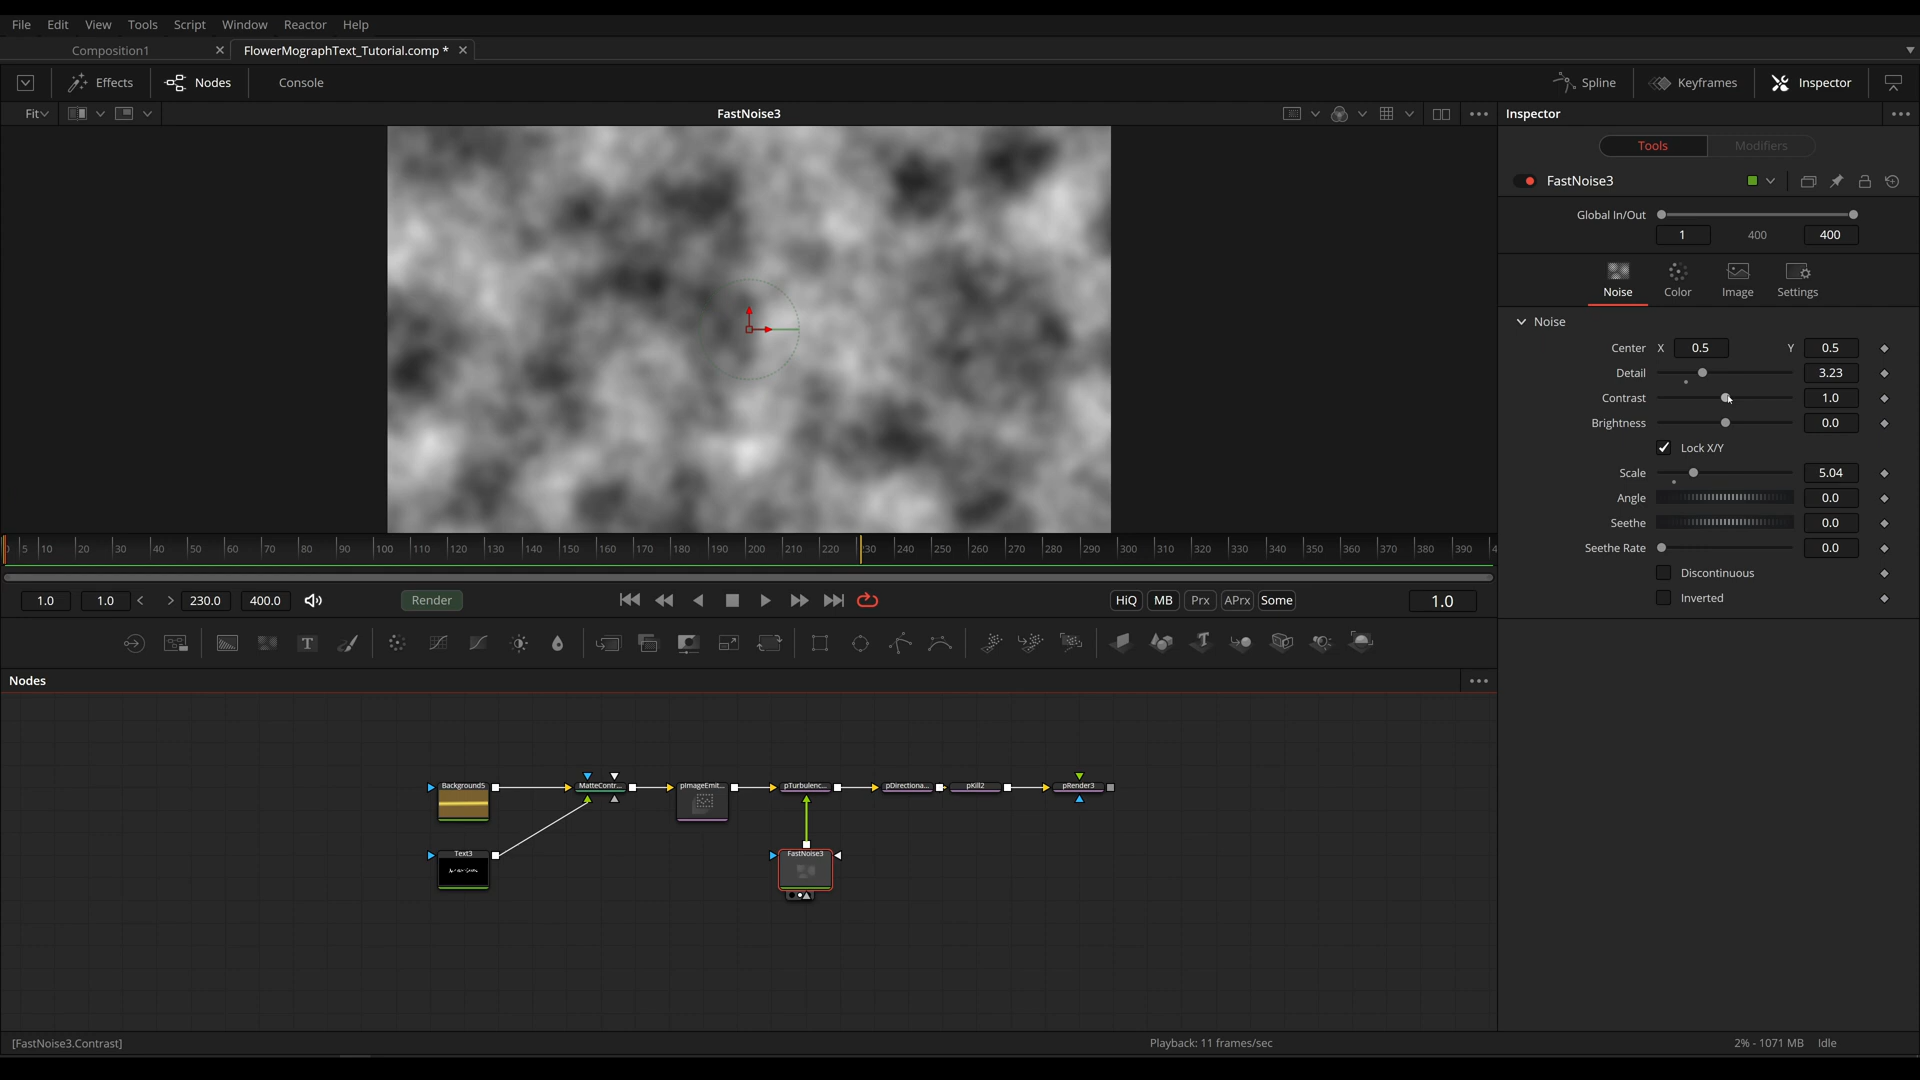 File Edit View Tools Script Window Reactor Help
Composition1 FlowerMographText_Tutorial.comp *
Effects Nodes Console Spline Keyframes Inspector
Fit FastNoise3 Inspector
Tools Modifiers
FastNoise3
Global In/Out
1 400 400
Noise Color Image Settings
Noise
Center X 0.5 Y 0.5
Detail 3.23
Contrast 1.0
Brightness 0.0
Lock X/Y
Scale 5.04
Angle 0.0
Seethe 0.0
Seethe Rate 0.0
Discontinuous
Inverted
5 10 20 30 40 50 60 70 80 90 100 110 120 130 140 150 160 170 180 190 200 210 220 230 240 250 260 270 280 290 300 310 320 330 340 350 360 370 380 390
1.0 1.0 < > 230.0 400.0 Render HiQ MB Prx APrx Some 1.0
Nodes
Background5 MatteContr... pImageEmit... pTurbulenc... pDirectiona... pKill2 pRender3
Text3 FastNoise3
[FastNoise3.Contrast] Playback: 11 frames/sec 2% - 1071 MB Idle